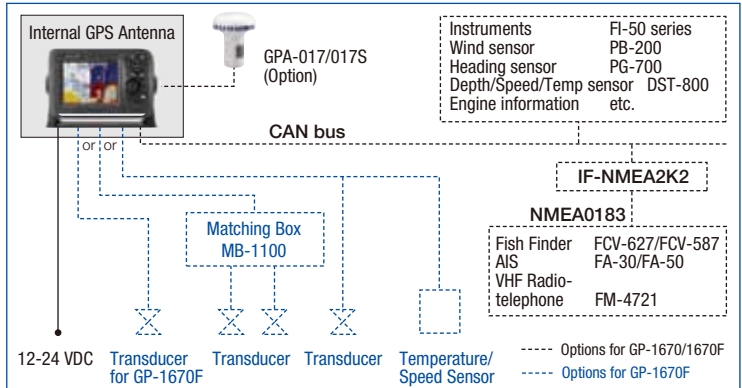 Internal GPS Antenna
GPA-017/017S
(Option)
Instruments FI-50 series
Wind sensor PB-200
Heading sensor PG-700
Depth/Speed/Temp sensor DST-800
Engine information etc.
CAN bus
or or
IF-NMEA2K2
NMEA0183
Matching Box
MB-1100
Fish Finder FCV-627/FCV-587
AIS FA-30/FA-50
VHF Radio-
telephone FM-4721
12-24 VDC
Transducer
for GP-1670F
Transducer
Transducer
Temperature/
Speed Sensor
Options for GP-1670/1670F
Options for GP-1670F